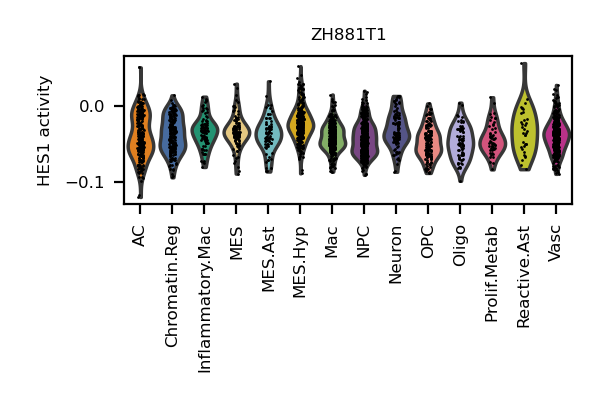 ZH881T1
HES1 activity
0.0
−0.1
AC
Chromatin.Reg
Inflammatory.Mac
MES
MES.Ast
MES.Hyp
Mac
NPC
Neuron
OPC
Oligo
Prolif.Metab
Reactive.Ast
Vasc